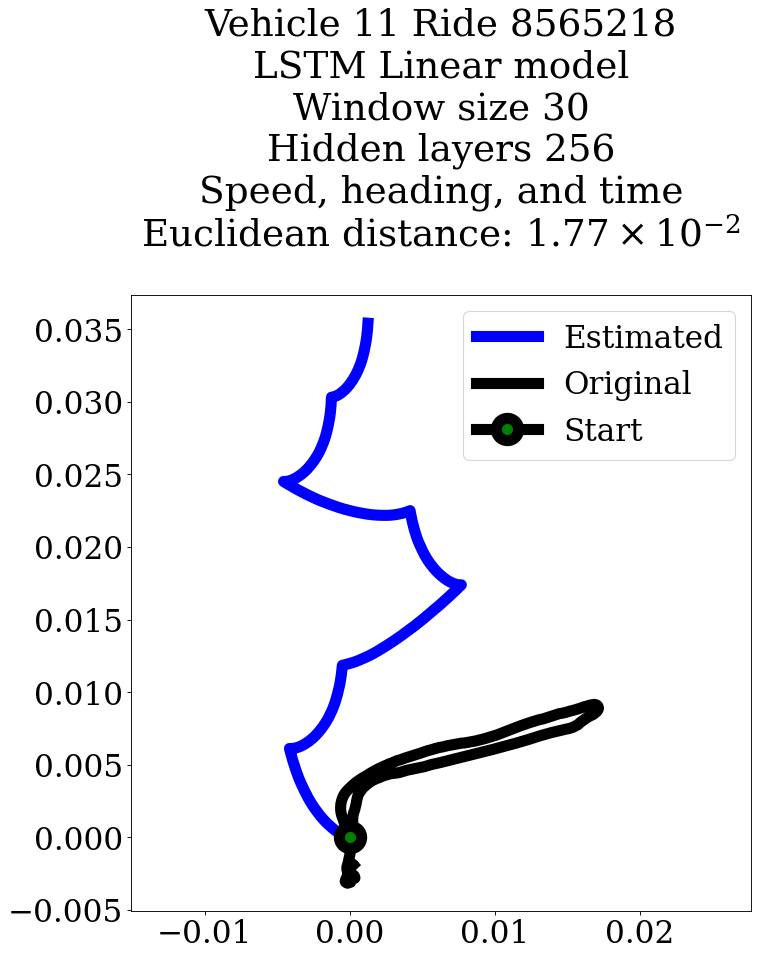 Vehicle 11 Ride 8565218
LSTM Linear model
Window size 30
Hidden layers 256
Speed, heading, and time
Euclidean distance: 1.77 × 10⁻²
Estimated
Original
Start
0.035
0.030
0.025
0.020
0.015
0.010
0.005
0.000
−0.005
−0.01 0.00 0.01 0.02